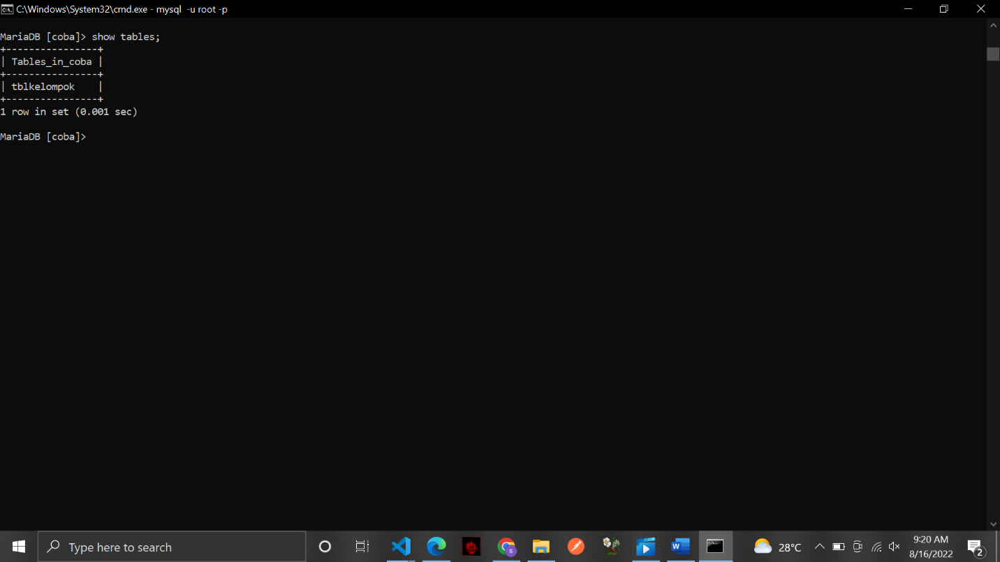 C:\Windows\System32\cmd.exe - mysql  -u root -p
MariaDB [coba]> show tables;
+----------------+
| Tables_in_coba |
+----------------+
| tblkelompok    |
+----------------+
1 row in set (0.001 sec)
MariaDB [coba]>
Type here to search
28°C
9:20 AM
8/16/2022
2